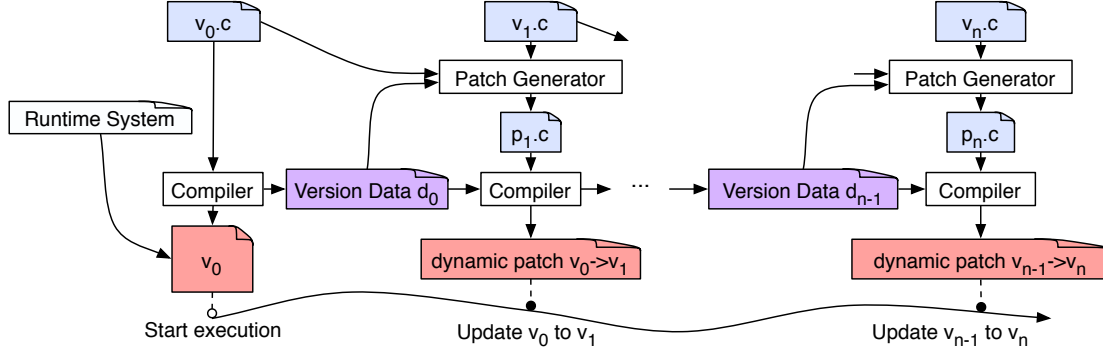 v₀.c
v₁.c
vₙ.c
Patch Generator
Patch Generator
Runtime System
p₁.c
pₙ.c
Compiler
Version Data d₀
Compiler
...
Version Data dₙ₋₁
Compiler
v₀
dynamic patch v₀->v₁
dynamic patch vₙ₋₁->vₙ
Start execution
Update v₀ to v₁
Update vₙ₋₁ to vₙ